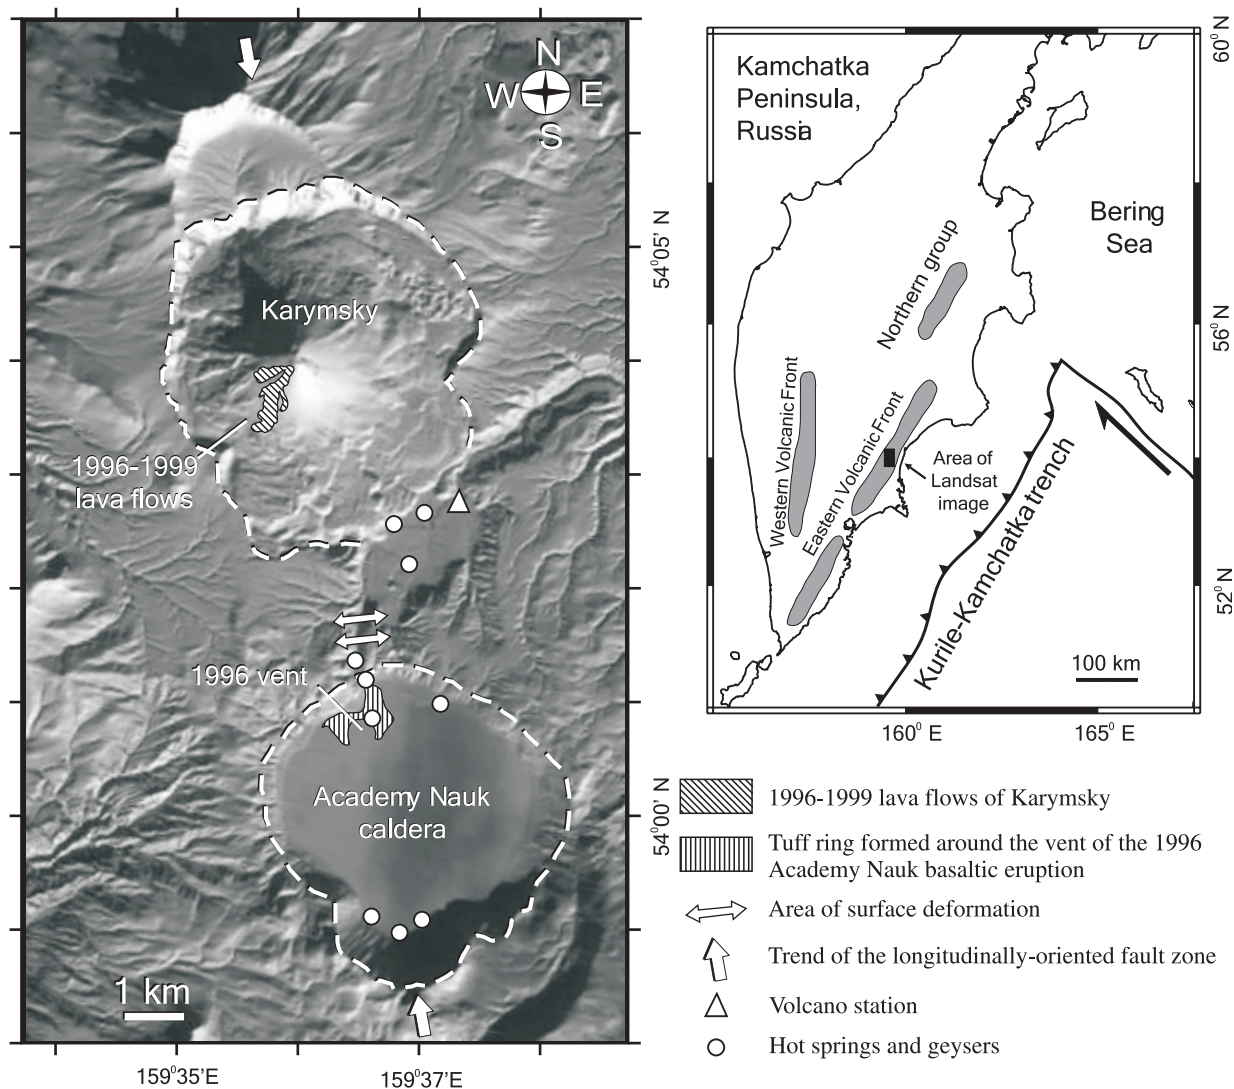 N
W E
S
Karymsky
1996-1999
lava flows
1996 vent
Academy Nauk
caldera
1 km
159°35'E
159°37'E
54°05' N
54°00' N
Kamchatka
Peninsula,
Russia
Bering
Sea
Northern group
Western Volcanic Front
Eastern Volcanic Front
Area of
Landsat
image
Kurile-Kamchatkatrench
100 km
60° N
56° N
52° N
160° E
165° E
1996-1999 lava flows of Karymsky
Tuff ring formed around the vent of the 1996
Academy Nauk basaltic eruption
Area of surface deformation
Trend of the longitudinally-oriented fault zone
Volcano station
Hot springs and geysers